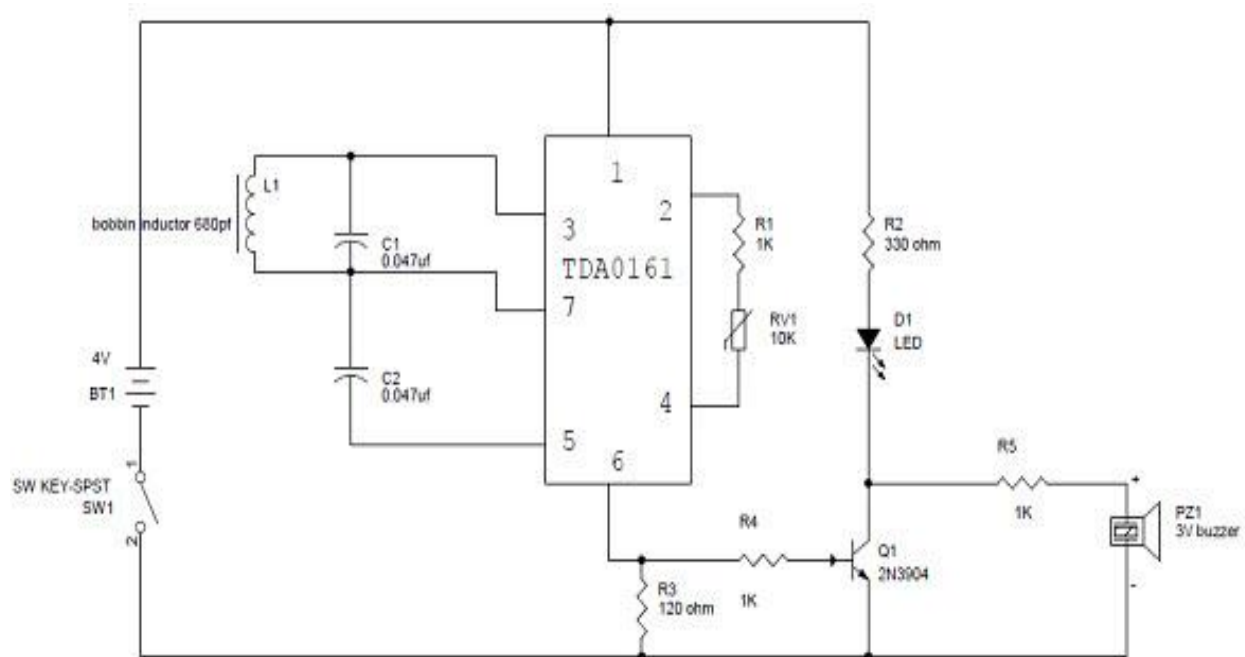 1
2
3
TDA0161
7
4
5
6
L1
bobbin inductor 680pf
C1
0.047uf
C2
0.047uf
R1
1K
RV1
10K
R2
330 ohm
D1
LED
4V
BT1
1
SW KEY-SPST
SW1
2
R5
1K
+
PZ1
3V buzzer
-
R4
1K
Q1
2N3904
R3
120 ohm